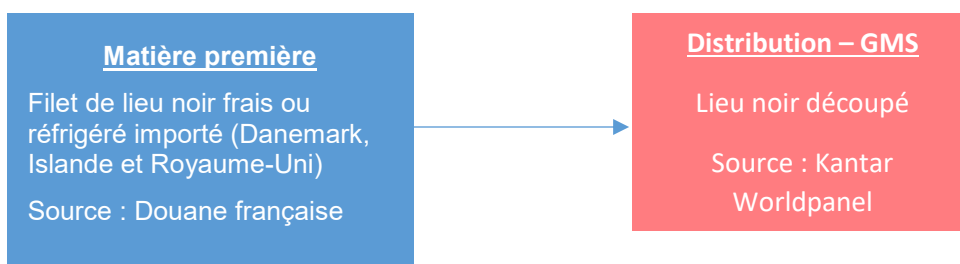 Matière première
Filet de lieu noir frais ou
réfrigéré importé (Danemark,
Islande et Royaume-Uni)
Source : Douane française
Distribution – GMS
Lieu noir découpé
Source : Kantar
Worldpanel